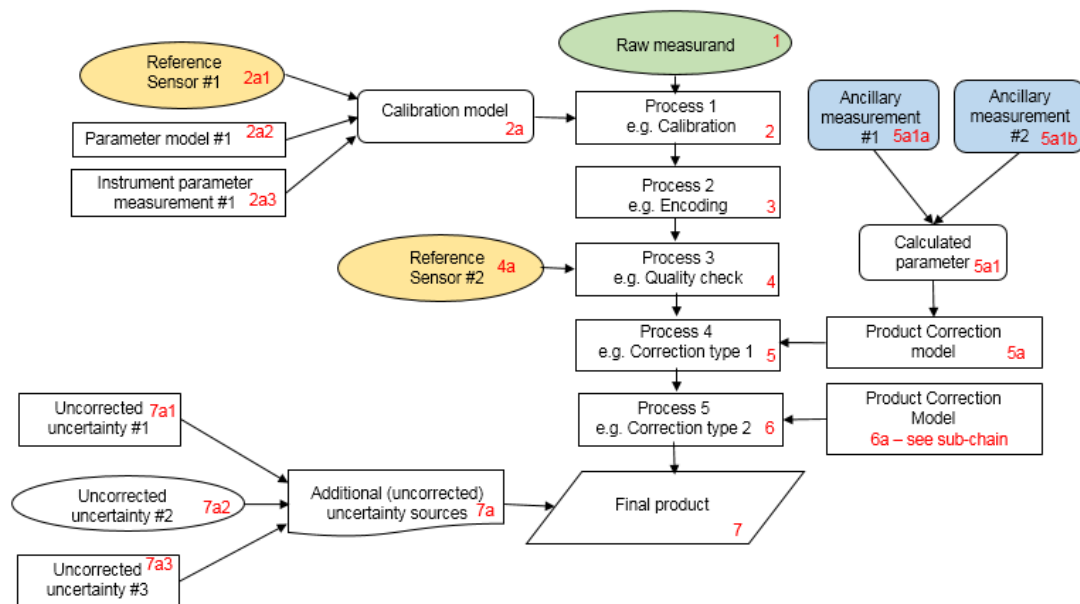 Raw measurand 1
Reference
Sensor #1 2a1
Parameter model #1 2a2
Instrument parameter
measurement #1 2a3
Calibration model
2a
Process 1
e.g. Calibration 2
Ancillary
measurement
#1 5a1a
Ancillary
measurement
#2 5a1b
Process 2
e.g. Encoding 3
Reference
Sensor #2 4a
Process 3
e.g. Quality check 4
Calculated
parameter 5a1
Process 4
e.g. Correction type 1 5
Product Correction
model 5a
Process 5
e.g. Correction type 2 6
Product Correction
Model
6a – see sub-chain
Uncorrected 7a1
uncertainty #1
Uncorrected 7a2
uncertainty #2
Uncorrected 7a3
uncertainty #3
Additional (uncorrected)
uncertainty sources 7a
Final product
7